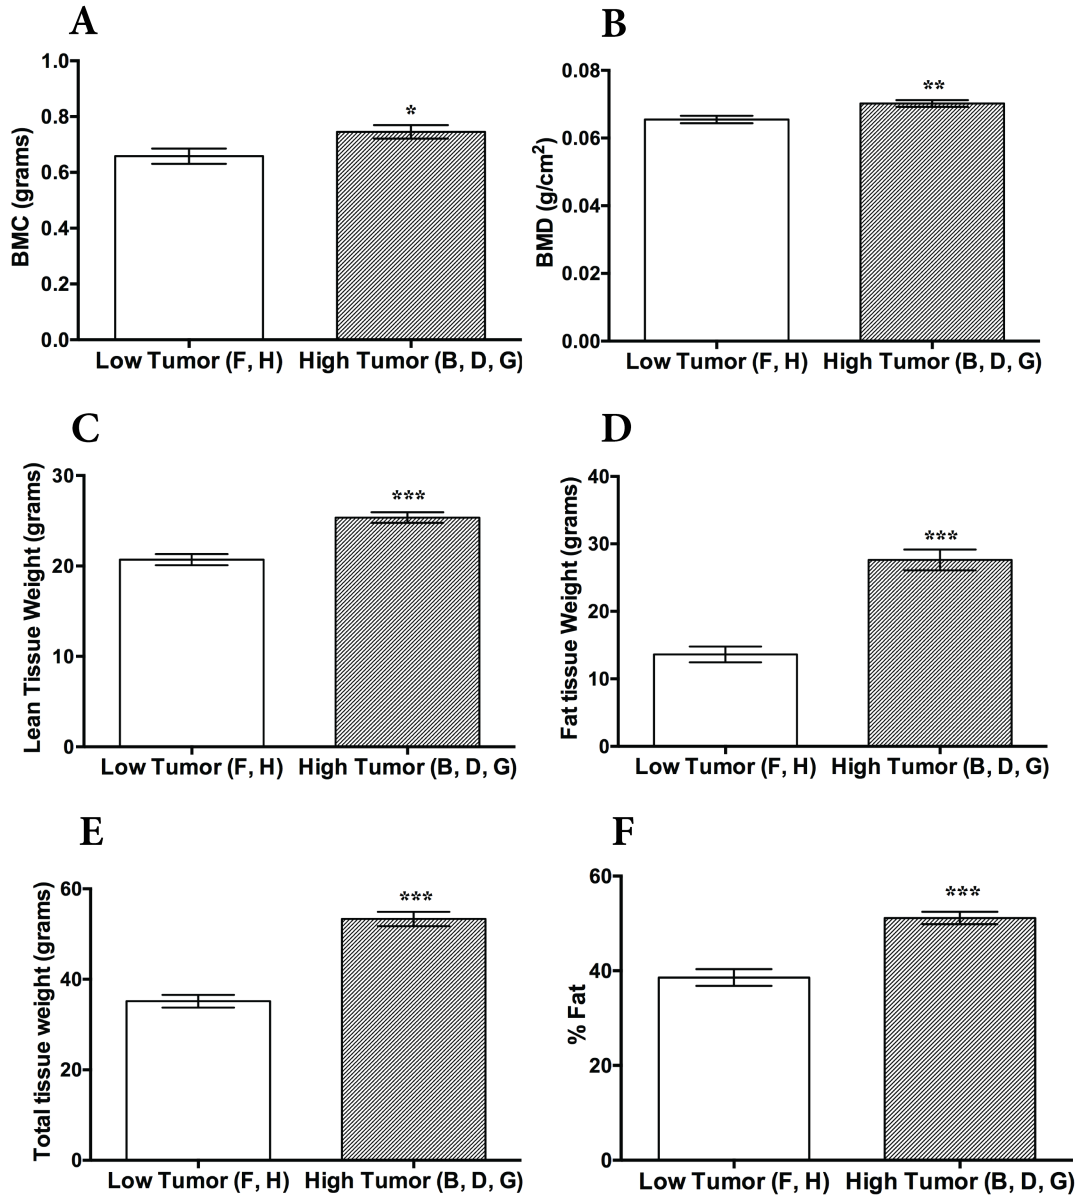 A
BMC (grams)
1.0
0.8
0.6
0.4
0.2
0.0
*
Low Tumor (F, H)
High Tumor (B, D, G)
B
BMD (g/cm²)
0.08
0.06
0.04
0.02
0.00
**
Low Tumor (F, H)
High Tumor (B, D, G)
C
Lean Tissue Weight (grams)
30
20
10
0
***
Low Tumor (F, H)
High Tumor (B, D, G)
D
Fat tissue Weight (grams)
40
30
20
10
0
***
Low Tumor (F, H)
High Tumor (B, D, G)
E
Total tissue weight (grams)
60
40
20
0
***
Low Tumor (F, H)
High Tumor (B, D, G)
F
% Fat
60
40
20
0
***
Low Tumor (F, H)
High Tumor (B, D, G)